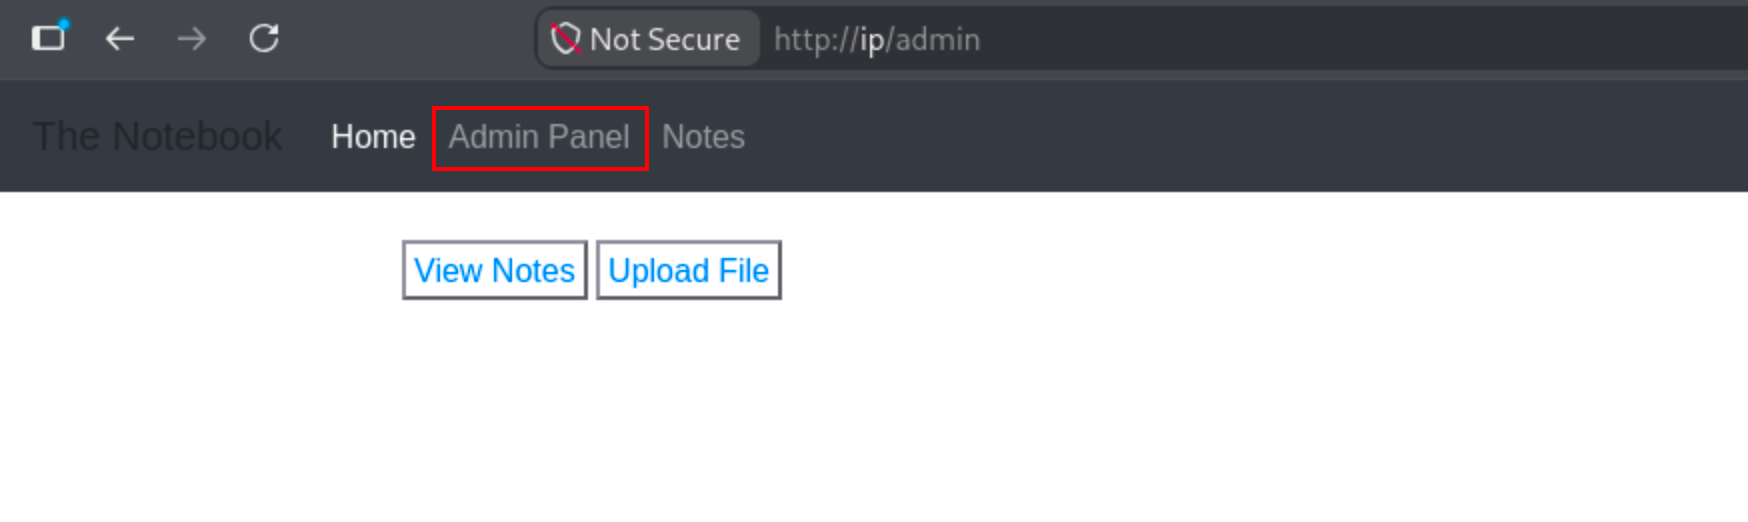 Not Secure http://ip/admin
The Notebook Home Admin Panel Notes
View Notes Upload File